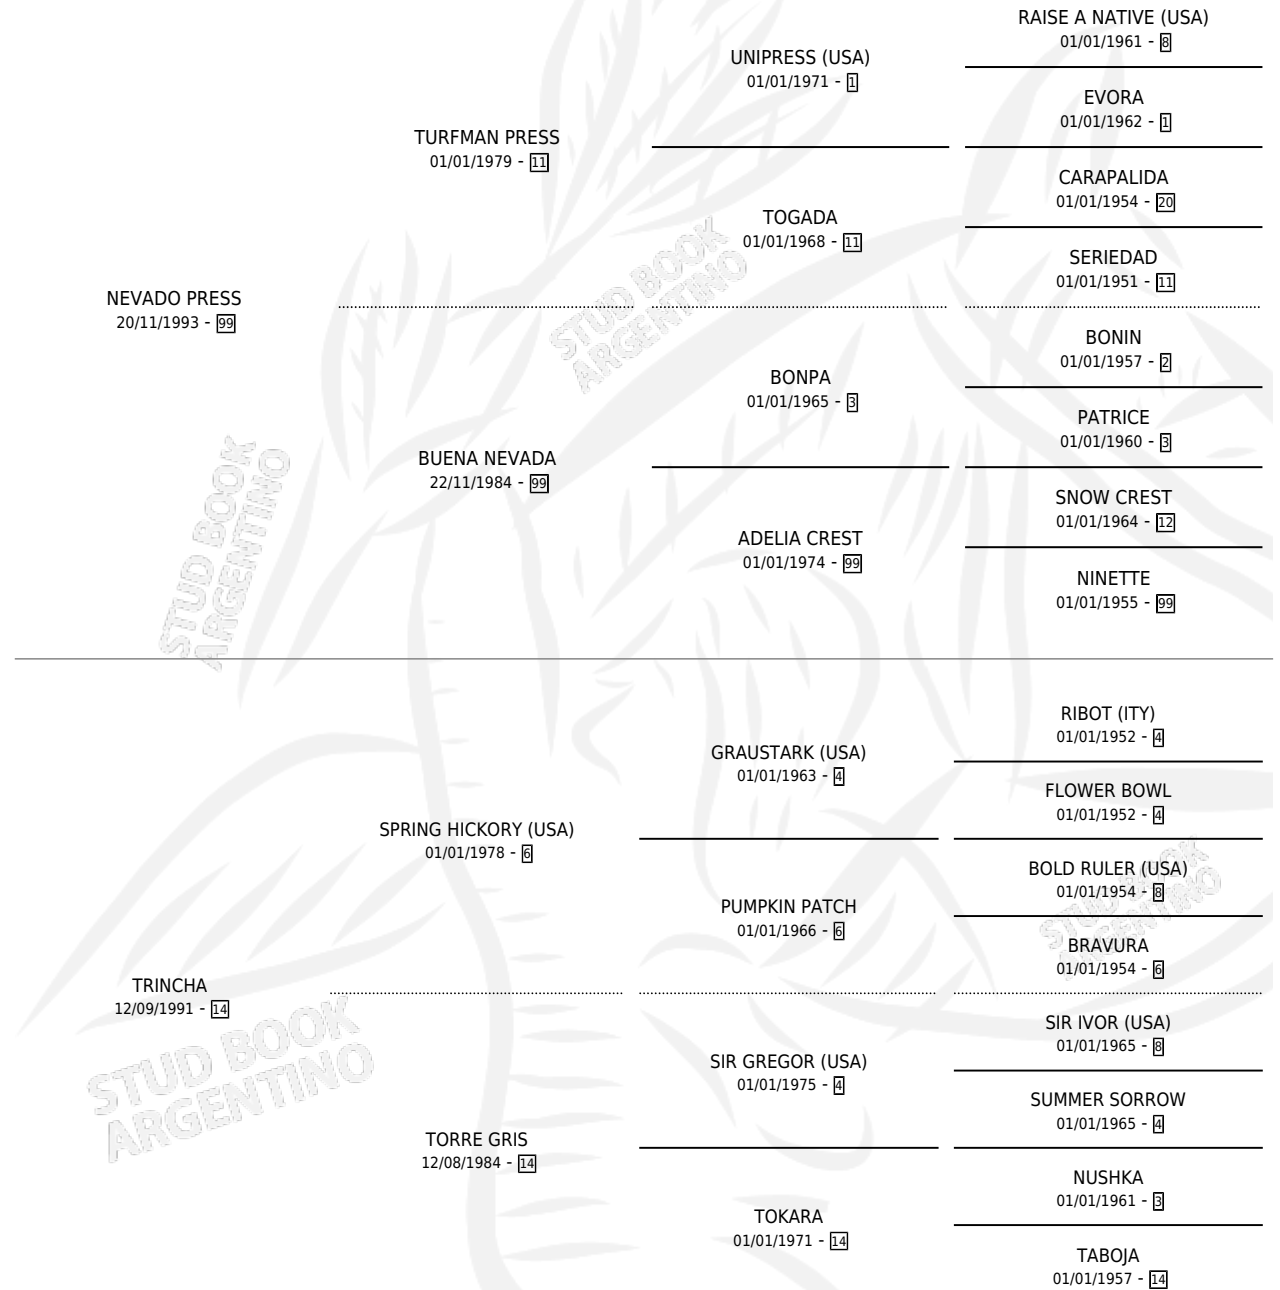 RAISE A NATIVE (USA)
01/01/1961 - 8
UNIPRESS (USA)
01/01/1971 - 1
EVORA
01/01/1962 - 1
TURFMAN PRESS
01/01/1979 - 11
CARAPALIDA
01/01/1954 - 20
TOGADA
01/01/1968 - 11
SERIEDAD
01/01/1951 - 11
NEVADO PRESS
20/11/1993 - 99
BONIN
01/01/1957 - 2
BONPA
01/01/1965 - 3
PATRICE
01/01/1960 - 3
BUENA NEVADA
22/11/1984 - 99
SNOW CREST
01/01/1964 - 12
ADELIA CREST
01/01/1974 - 99
NINETTE
01/01/1955 - 99
STUD BOOK
ARGENTINO
STUD BOOK
ARGENTINO
RIBOT (ITY)
01/01/1952 - 4
GRAUSTARK (USA)
01/01/1963 - 4
FLOWER BOWL
01/01/1952 - 4
SPRING HICKORY (USA)
01/01/1978 - 6
BOLD RULER (USA)
01/01/1954 - 8
PUMPKIN PATCH
01/01/1966 - 6
BRAVURA
01/01/1954 - 6
TRINCHA
12/09/1991 - 14
SIR IVOR (USA)
01/01/1965 - 8
SIR GREGOR (USA)
01/01/1975 - 4
SUMMER SORROW
01/01/1965 - 4
TORRE GRIS
12/08/1984 - 14
NUSHKA
01/01/1961 - 3
TOKARA
01/01/1971 - 14
TABOJA
01/01/1957 - 14
STUD BOOK
ARGENTINO
STUD BOOK
ARGENTINO